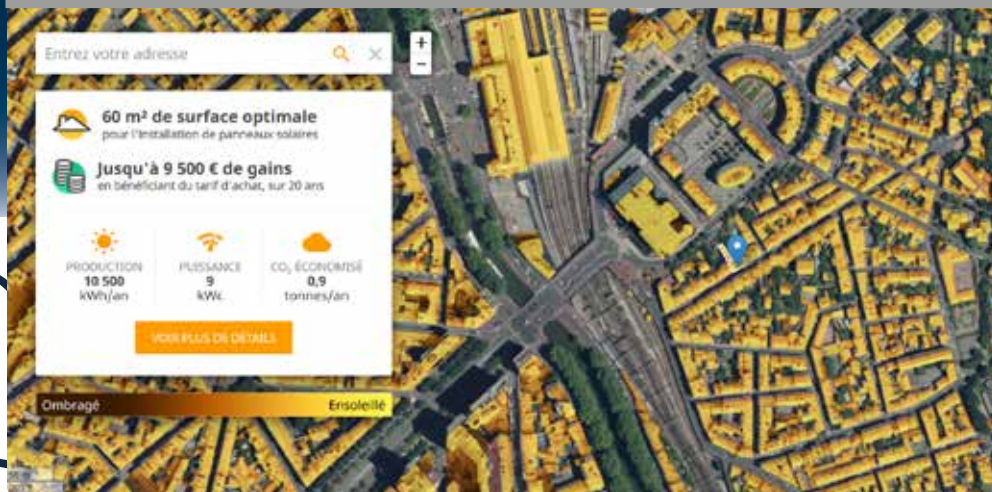 Entrez votre adresse
+
-
60 m² de surface optimale
pour l'installation de panneaux solaires
Jusqu'à 9 500 € de gains
en bénéficiant du tarif d'achat, sur 20 ans
PRODUCTION
10 500
kWh/an
PUISSANCE
9
kWc
CO₂ ÉCONOMISÉ
0,9
tonnes/an
VOIR PLUS DE DÉTAILS
Ombragé
Ensoleillé